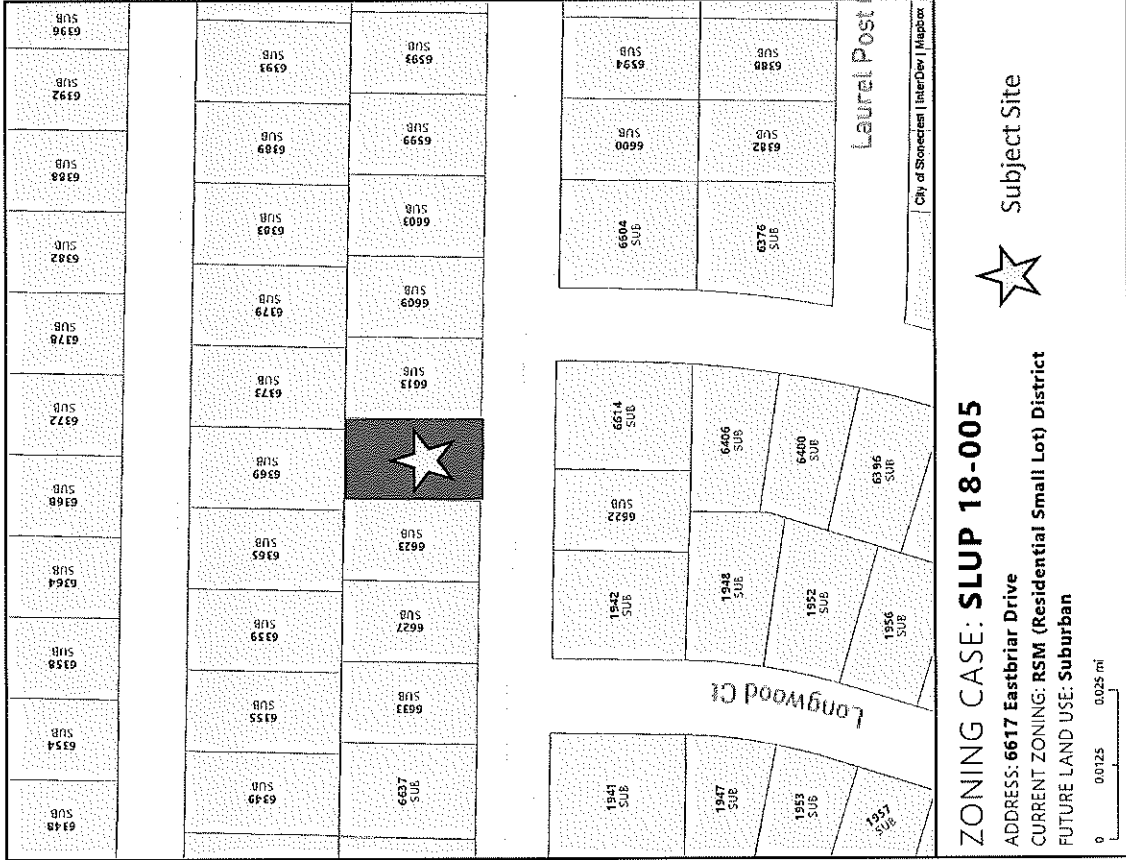 6348
SUB
6354
SUB
6358
SUB
6364
SUB
6368
SUB
6372
SUB
6378
SUB
6382
SUB
6388
SUB
6392
SUB
6396
SUB
6349
SUB
6355
SUB
6359
SUB
6365
SUB
6369
SUB
6373
SUB
6379
SUB
6383
SUB
6389
SUB
6393
SUB
6637
SUB
6633
SUB
6627
SUB
6623
SUB
6613
SUB
6609
SUB
6603
SUB
6599
SUB
6593
SUB
1941
SUB
1942
SUB
6622
SUB
6614
SUB
6604
SUB
6600
SUB
6594
SUB
1947
SUB
1948
SUB
6406
SUB
6376
SUB
6382
SUB
6388
SUB
1953
SUB
1952
SUB
6400
SUB
1957
SUB
1956
SUB
6396
SUB
Longwood Ct
Laurel Post
City of Stonecrest | InterDev | Mapbox
ZONING CASE: SLUP 18-005
ADDRESS: 6617 Eastbriar Drive
CURRENT ZONING: RSM (Residential Small Lot) District
FUTURE LAND USE: Suburban
0 0.0125 0.025 mi
Subject Site